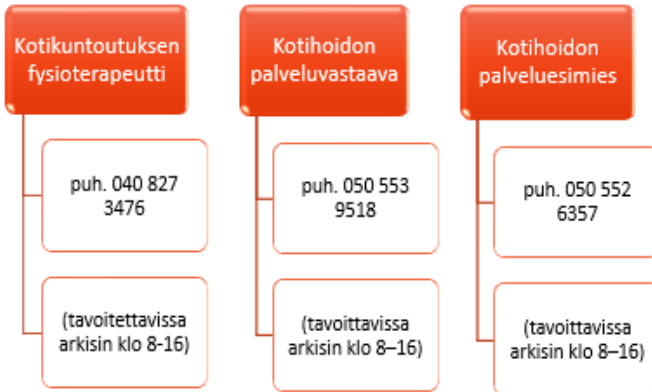 Kotikuntoutuksen
fysioterapeutti
puh. 040 827
3476
(tavoitettavissa
arkisin klo 8-16)
Kotihoidon
palveluvastaava
puh. 050 553
9518
(tavoittavissa
arkisin klo 8–16)
Kotihoidon
palveluesimies
puh. 050 552
6357
(tavoittavissa
arkisin klo 8–16)